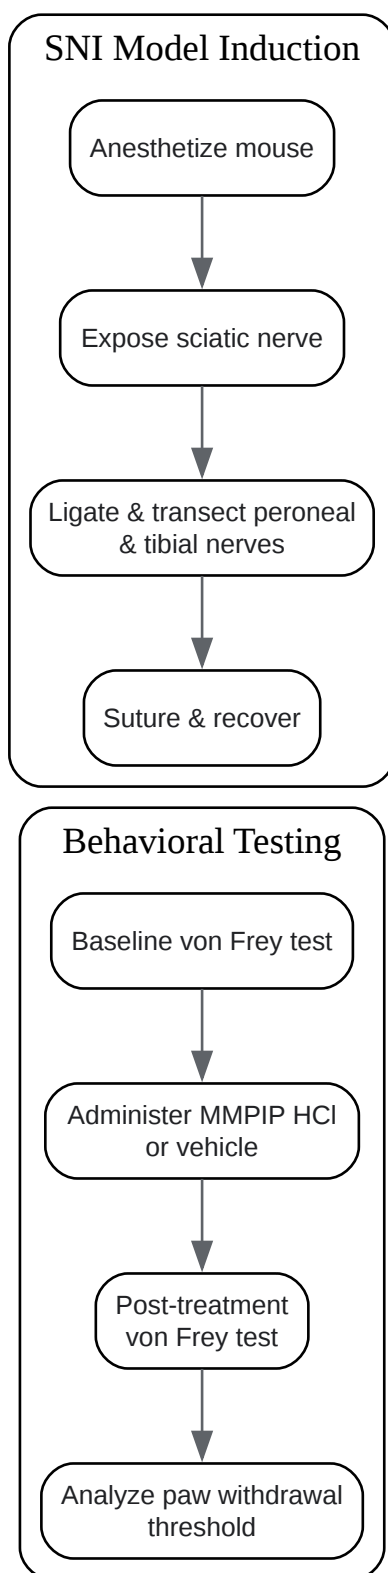 SNI Model Induction
Anesthetize mouse
Expose sciatic nerve
Ligate & transect peroneal
& tibial nerves
Suture & recover
Behavioral Testing
Baseline von Frey test
Administer MMPIP HCl
or vehicle
Post-treatment
von Frey test
Analyze paw withdrawal
threshold